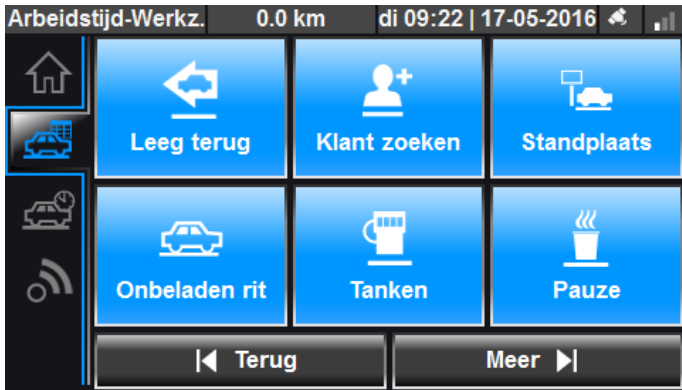 Arbeidstijd-Werkz. 0.0 km di 09:22 | 17-05-2016
Leeg terug Klant zoeken Standplaats
Onbeladen rit Tanken Pauze
Terug Meer